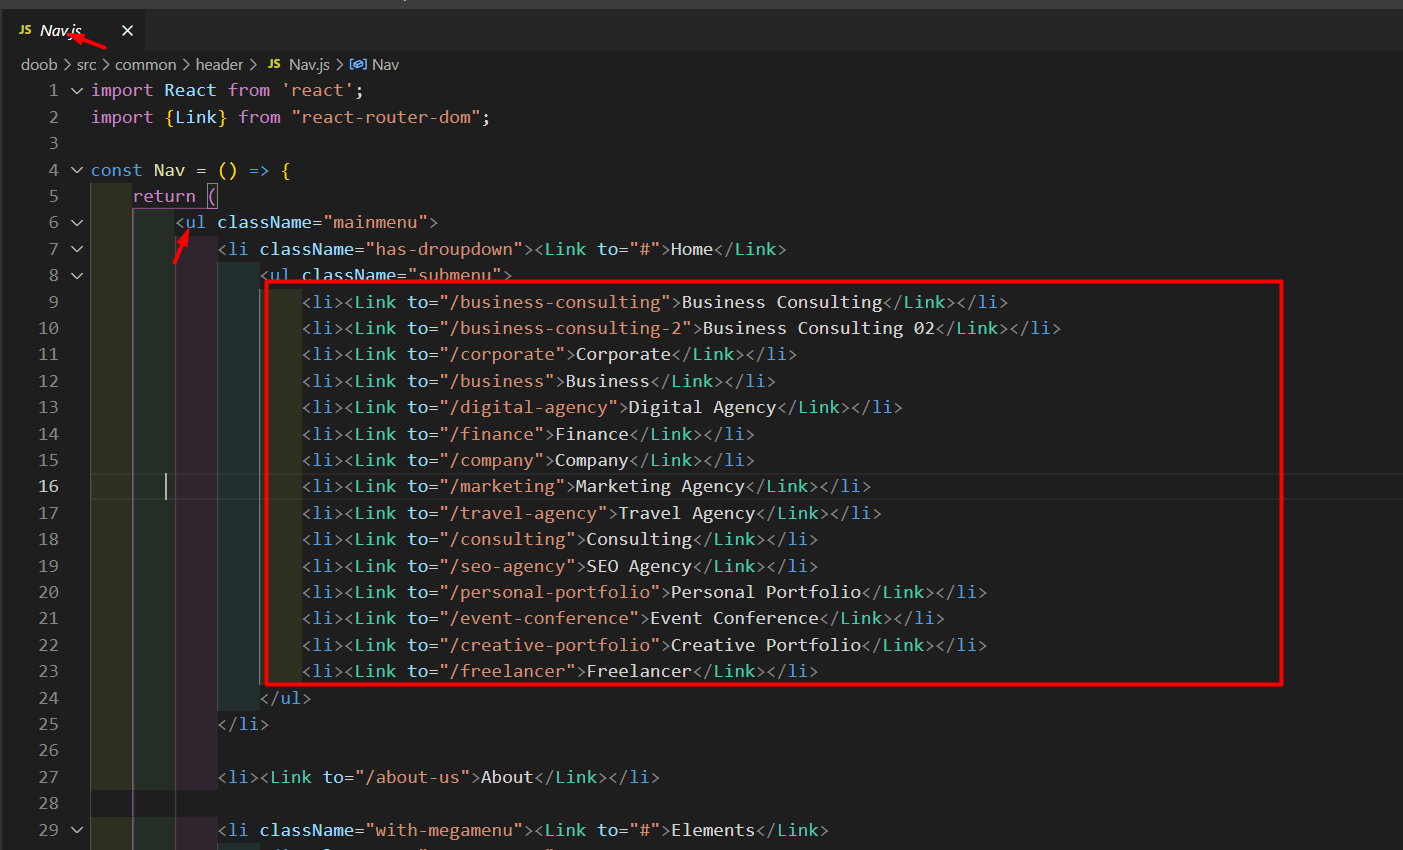 JS Nav.js ×
doob > src > common > header > JS Nav.js > Nav
1 import React from 'react';
2 import {Link} from "react-router-dom";
3
4 const Nav = () => {
5 return (
6 <ul className="mainmenu">
7 <li className="has-droupdown"><Link to="#">Home</Link>
8 <ul className="submenu">
9 <li><Link to="/business-consulting">Business Consulting</Link></li>
10 <li><Link to="/business-consulting-2">Business Consulting 02</Link></li>
11 <li><Link to="/corporate">Corporate</Link></li>
12 <li><Link to="/business">Business</Link></li>
13 <li><Link to="/digital-agency">Digital Agency</Link></li>
14 <li><Link to="/finance">Finance</Link></li>
15 <li><Link to="/company">Company</Link></li>
16 <li><Link to="/marketing">Marketing Agency</Link></li>
17 <li><Link to="/travel-agency">Travel Agency</Link></li>
18 <li><Link to="/consulting">Consulting</Link></li>
19 <li><Link to="/seo-agency">SEO Agency</Link></li>
20 <li><Link to="/personal-portfolio">Personal Portfolio</Link></li>
21 <li><Link to="/event-conference">Event Conference</Link></li>
22 <li><Link to="/creative-portfolio">Creative Portfolio</Link></li>
23 <li><Link to="/freelancer">Freelancer</Link></li>
24 </ul>
25 </li>
26
27 <li><Link to="/about-us">About</Link></li>
28
29 <li className="with-megamenu"><Link to="#">Elements</Link>